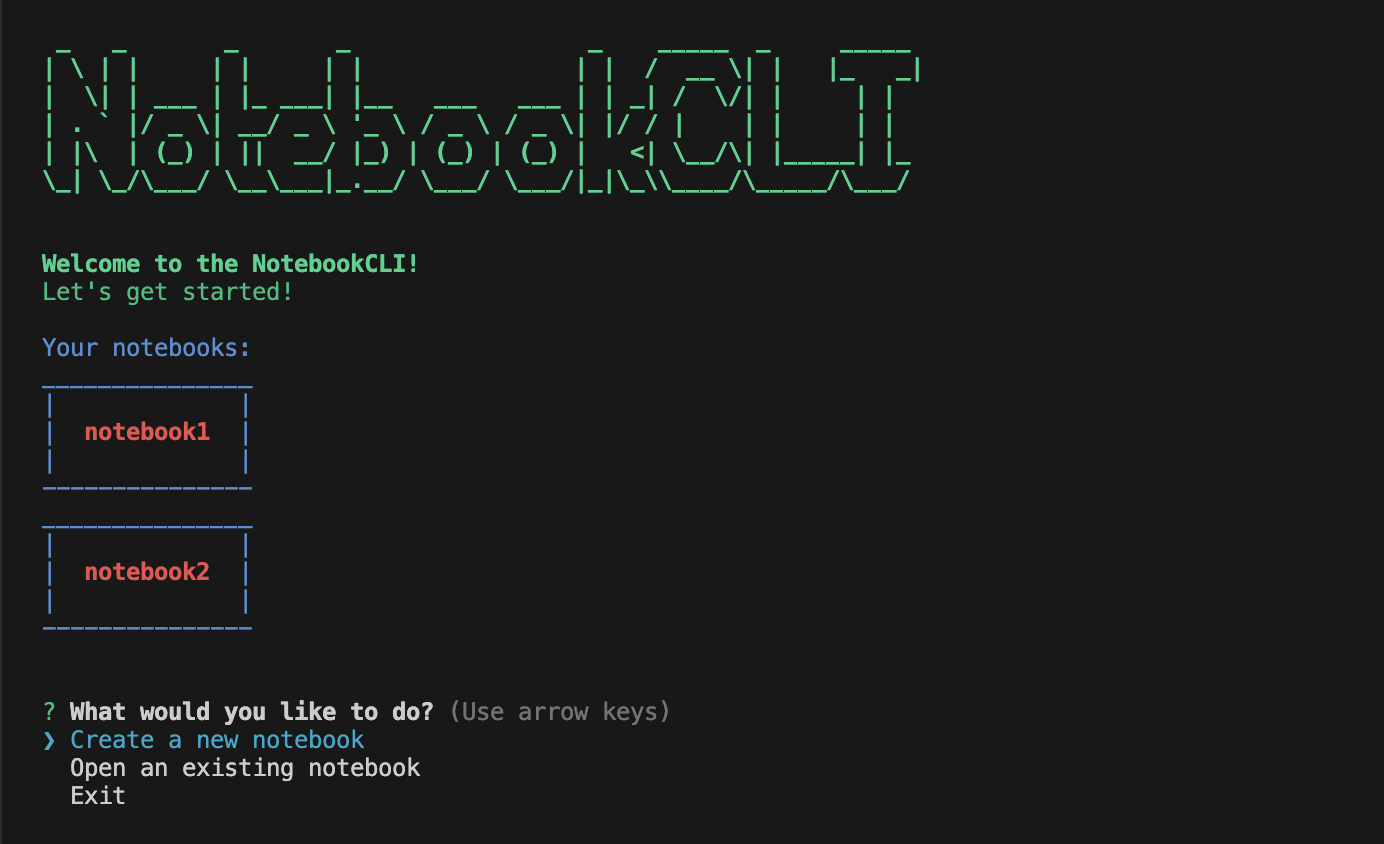 NotebookCLI
Welcome to the NotebookCLI!
Let's get started!
Your notebooks:
notebook1
notebook2
? What would you like to do? (Use arrow keys)
❯ Create a new notebook
Open an existing notebook
Exit